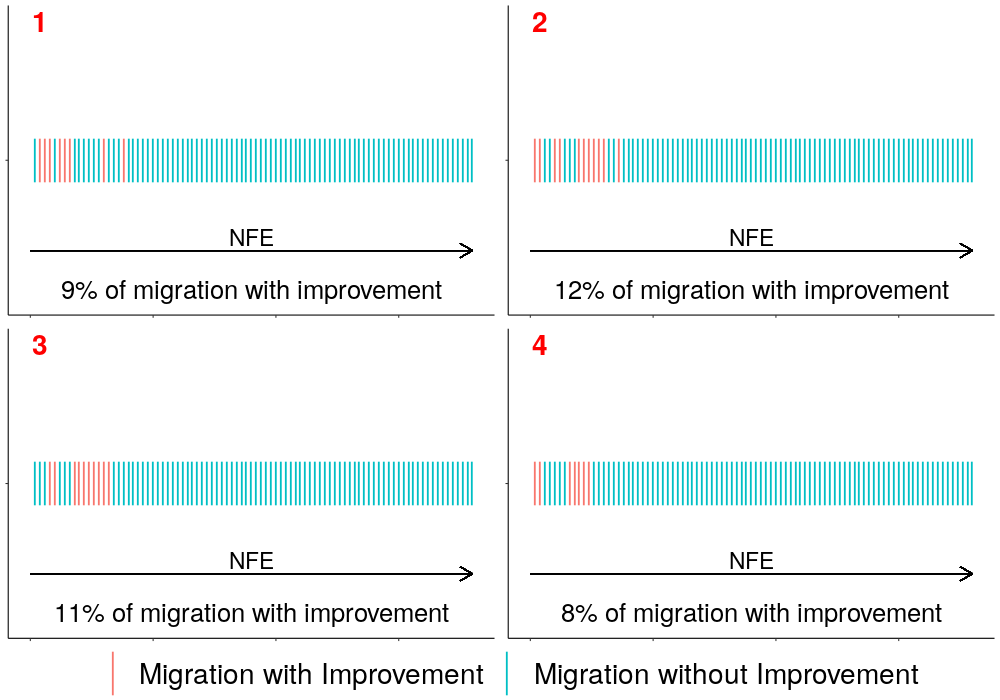 1
NFE
9% of migration with improvement
2
NFE
12% of migration with improvement
3
NFE
11% of migration with improvement
4
NFE
8% of migration with improvement
Migration with Improvement
Migration without Improvement